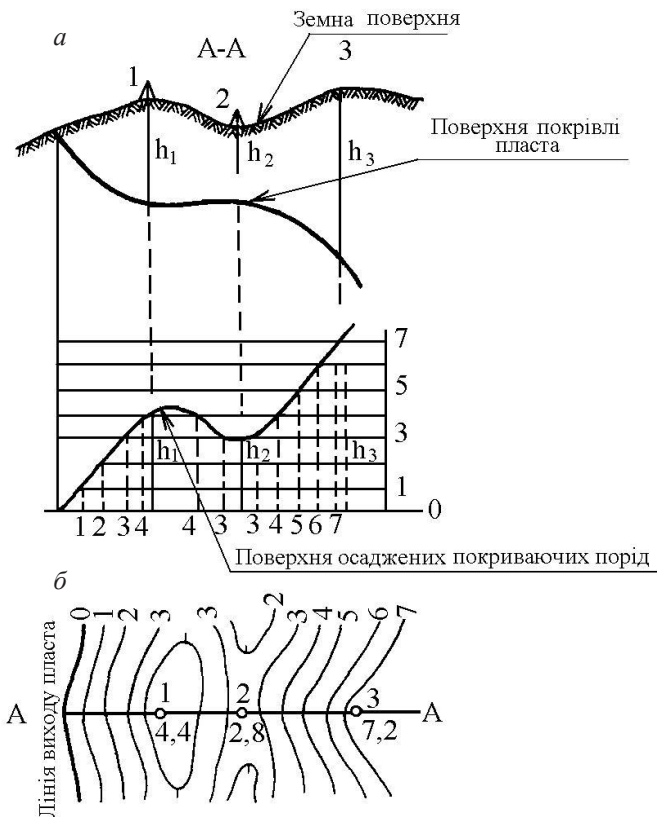 а
Земна поверхня
А-А
3
1
2
Поверхня покрівлі
пласта
h₁
h₂
h₃
7
5
3
h₁
h₂
h₃
1
0
1 2 3 4 4 3 3 4 5 6 7
Поверхня осаджених покриваючих порід
б
Лінія виходу пласта
0 1 2 3 3 2 3 4 5 6 7
А
1
2
3
А
4,4
2,8
7,2